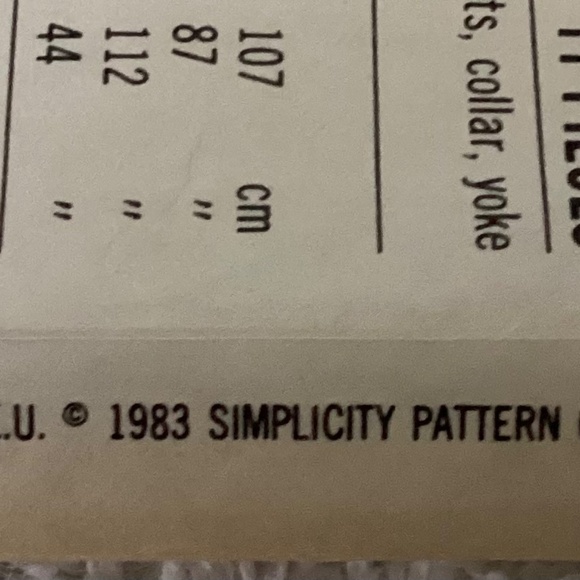 ts, collar, yoke
107 cm
87 "
112 "
44 "
.U. © 1983 SIMPLICITY PATTERN